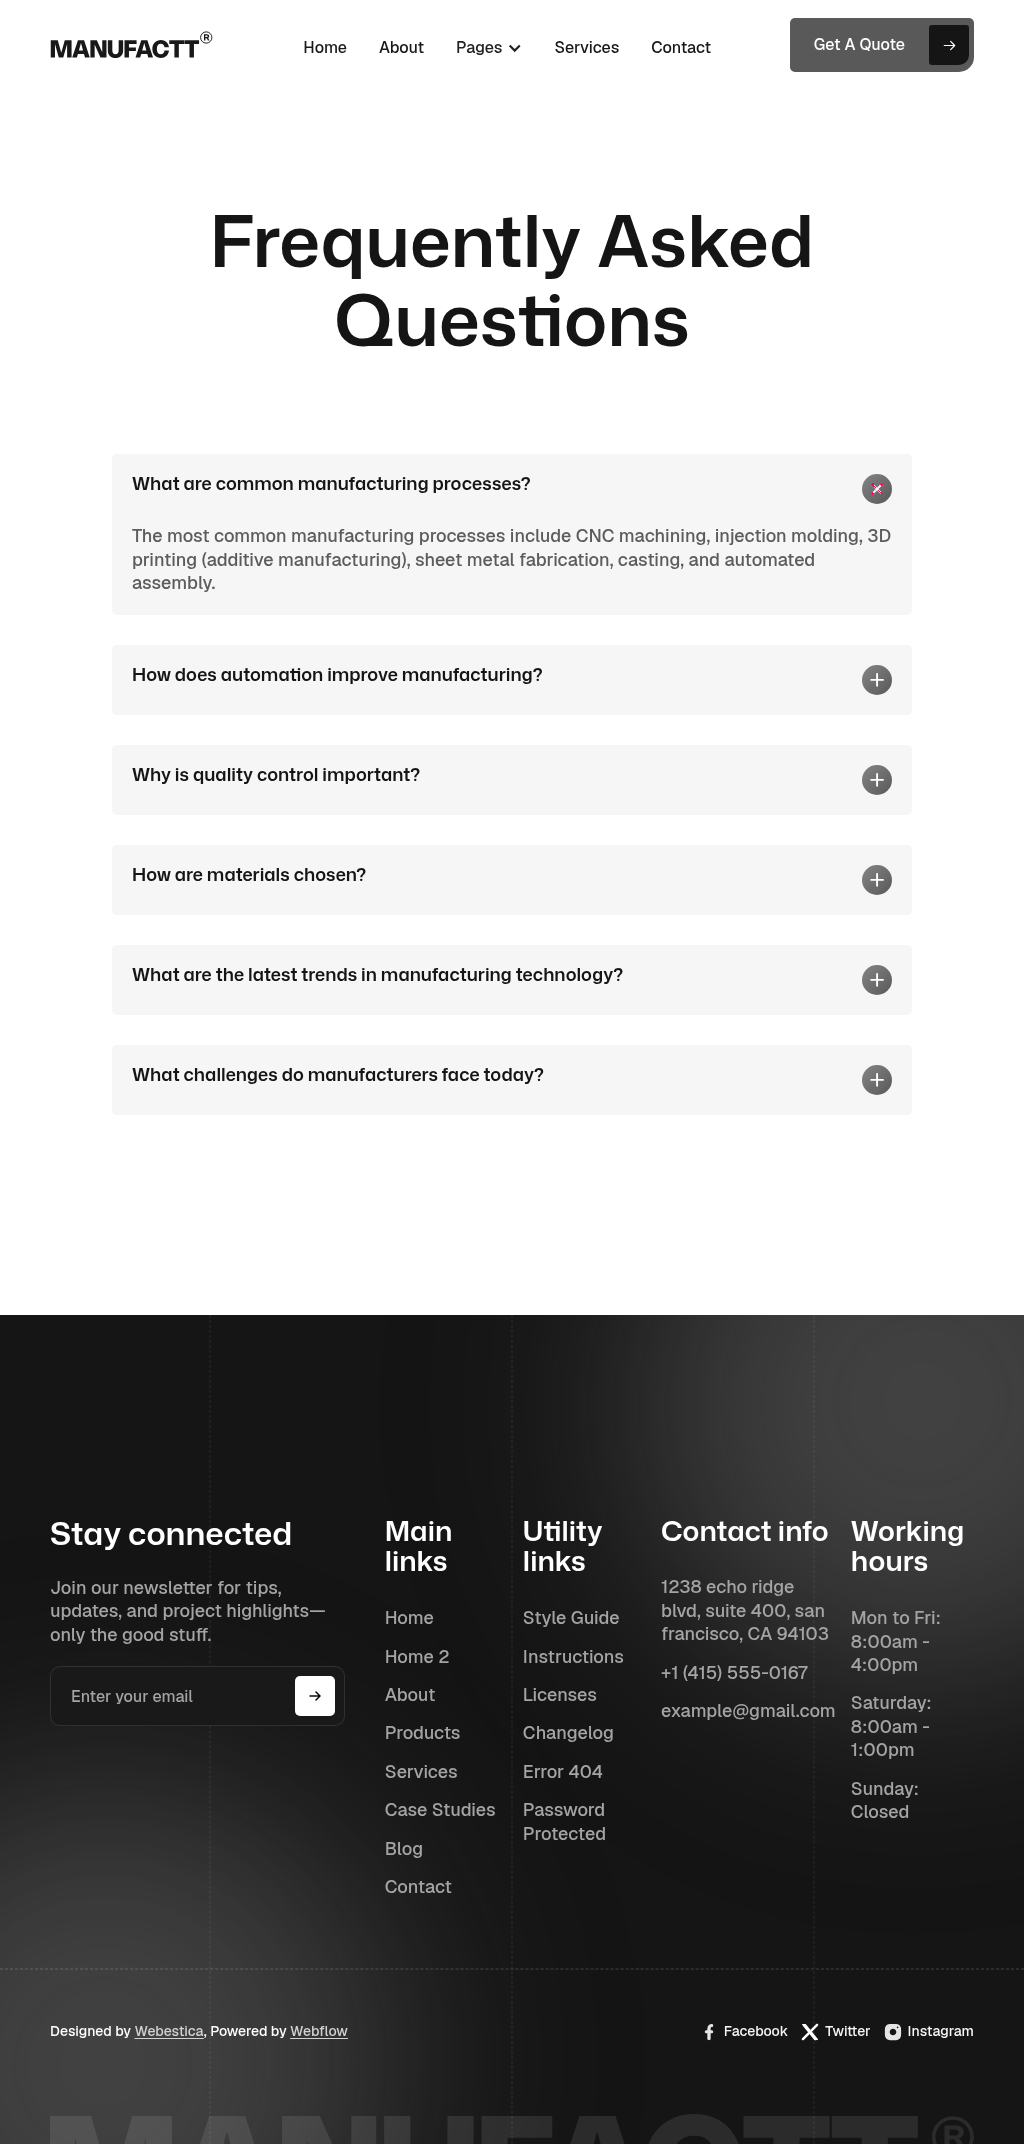 MANUFACTT®
Home
About
Pages
Services
Contact
Get A Quote
Frequently Asked
Questions
What are common manufacturing processes?
The most common manufacturing processes include CNC machining, injection molding, 3D
printing (additive manufacturing), sheet metal fabrication, casting, and automated
assembly.
How does automation improve manufacturing?
Why is quality control important?
How are materials chosen?
What are the latest trends in manufacturing technology?
What challenges do manufacturers face today?
Stay connected
Join our newsletter for tips,
updates, and project highlights—
only the good stuff.
Enter your email
Main
links
Home
Home 2
About
Products
Services
Case Studies
Blog
Contact
Utility
links
Style Guide
Instructions
Licenses
Changelog
Error 404
Password
Protected
Contact info
1238 echo ridge
blvd, suite 400, san
francisco, CA 94103
+1 (415) 555-0167
example@gmail.com
Working
hours
Mon to Fri:
8:00am -
4:00pm
Saturday:
8:00am -
1:00pm
Sunday:
Closed
Designed by Webestica, Powered by Webflow
Facebook
Twitter
Instagram
MANUFACTT®